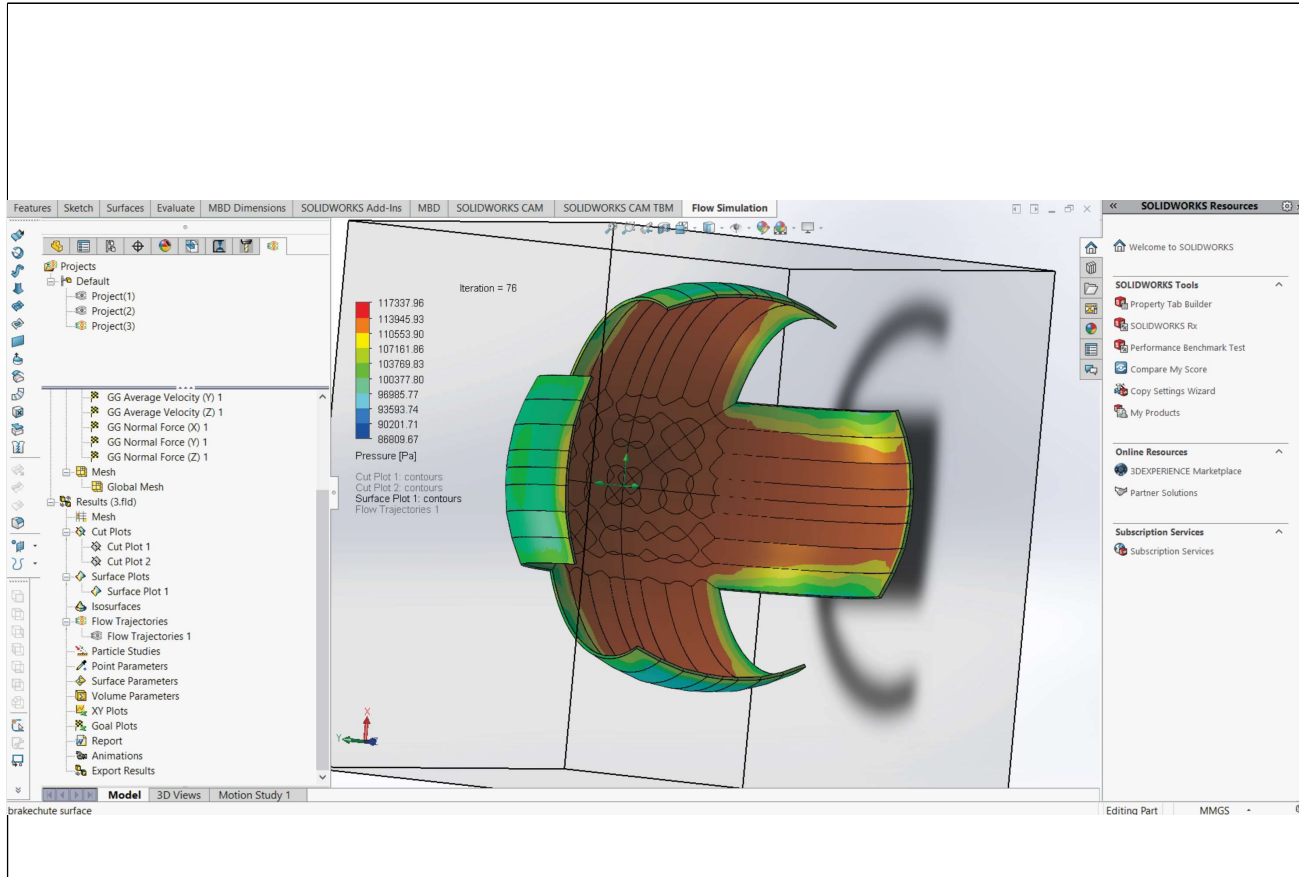 Features Sketch Surfaces Evaluate MBD Dimensions SOLIDWORKS Add-Ins MBD SOLIDWORKS CAM SOLIDWORKS CAM TBM Flow Simulation
SOLIDWORKS Resources
Projects
Default
Project(1)
Project(2)
Project(3)
GG Average Velocity (Y) 1
GG Average Velocity (Z) 1
GG Normal Force (X) 1
GG Normal Force (Y) 1
GG Normal Force (Z) 1
Mesh
Global Mesh
Results (3.fld)
Mesh
Cut Plots
Cut Plot 1
Cut Plot 2
Surface Plots
Surface Plot 1
Isosurfaces
Flow Trajectories
Flow Trajectories 1
Particle Studies
Point Parameters
Surface Parameters
Volume Parameters
XY Plots
Goal Plots
Report
Animations
Export Results
Iteration = 76
117337.96
113945.93
110553.90
107161.86
103769.83
100377.80
96985.77
93593.74
90201.71
86809.67
Pressure [Pa]
Cut Plot 1: contours
Cut Plot 2: contours
Surface Plot 1: contours
Flow Trajectories 1
X
Y
Welcome to SOLIDWORKS
SOLIDWORKS Tools
Property Tab Builder
SOLIDWORKS Rx
Performance Benchmark Test
Compare My Score
Copy Settings Wizard
My Products
Online Resources
3DEXPERIENCE Marketplace
Partner Solutions
Subscription Services
Subscription Services
Model 3D Views Motion Study 1
brakechute surface
Editing Part MMGS